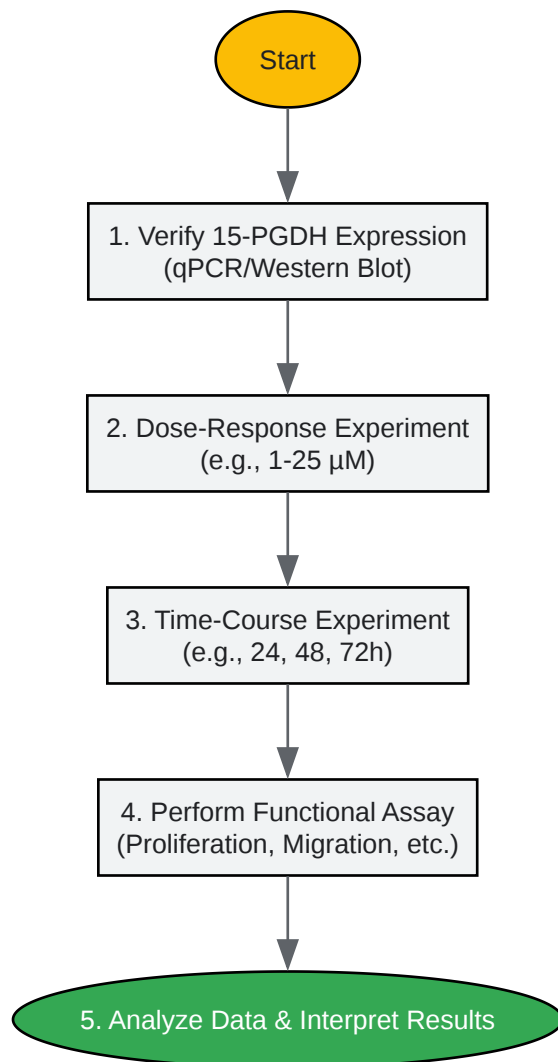 Start
1. Verify 15-PGDH Expression
(qPCR/Western Blot)
2. Dose-Response Experiment
(e.g., 1-25 µM)
3. Time-Course Experiment
(e.g., 24, 48, 72h)
4. Perform Functional Assay
(Proliferation, Migration, etc.)
5. Analyze Data & Interpret Results